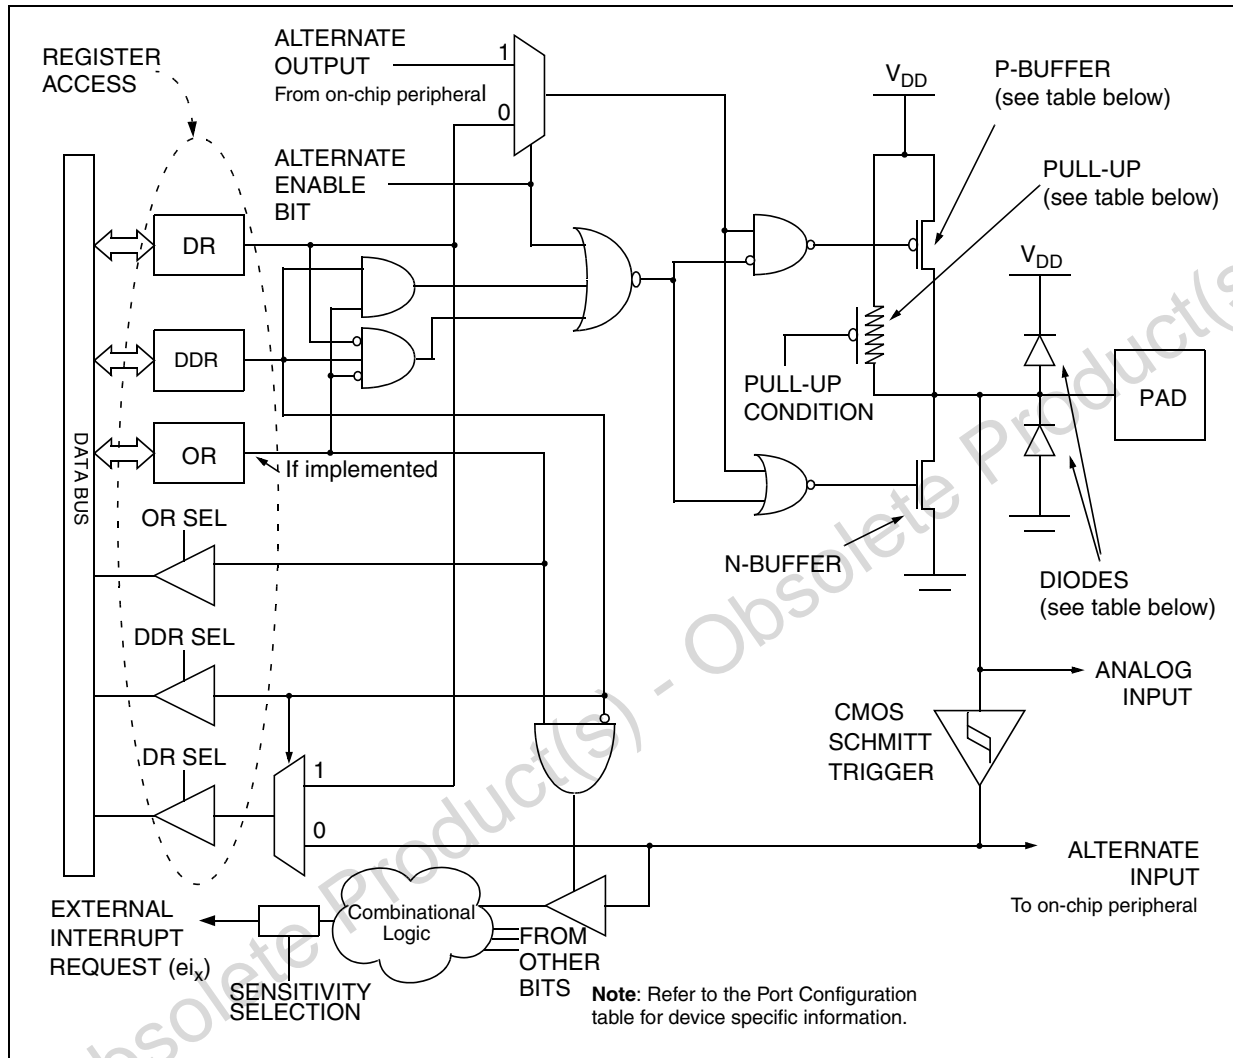 REGISTER
ACCESS
ALTERNATE
OUTPUT
From on-chip peripheral
1
0
ALTERNATE
ENABLE
BIT
VDD
P-BUFFER
(see table below)
PULL-UP
(see table below)
VDD
DR
DDR
OR
If implemented
DATA BUS
PULL-UP
CONDITION
PAD
N-BUFFER
DIODES
(see table below)
OR SEL
DDR SEL
DR SEL
1
0
ANALOG
INPUT
CMOS
SCHMITT
TRIGGER
ALTERNATE
INPUT
To on-chip peripheral
EXTERNAL
INTERRUPT
REQUEST (eix)
Combinational
Logic
FROM
OTHER
BITS
SENSITIVITY
SELECTION
Note: Refer to the Port Configuration
table for device specific information.
Obsolete Product(s) - Obsolete Product(s